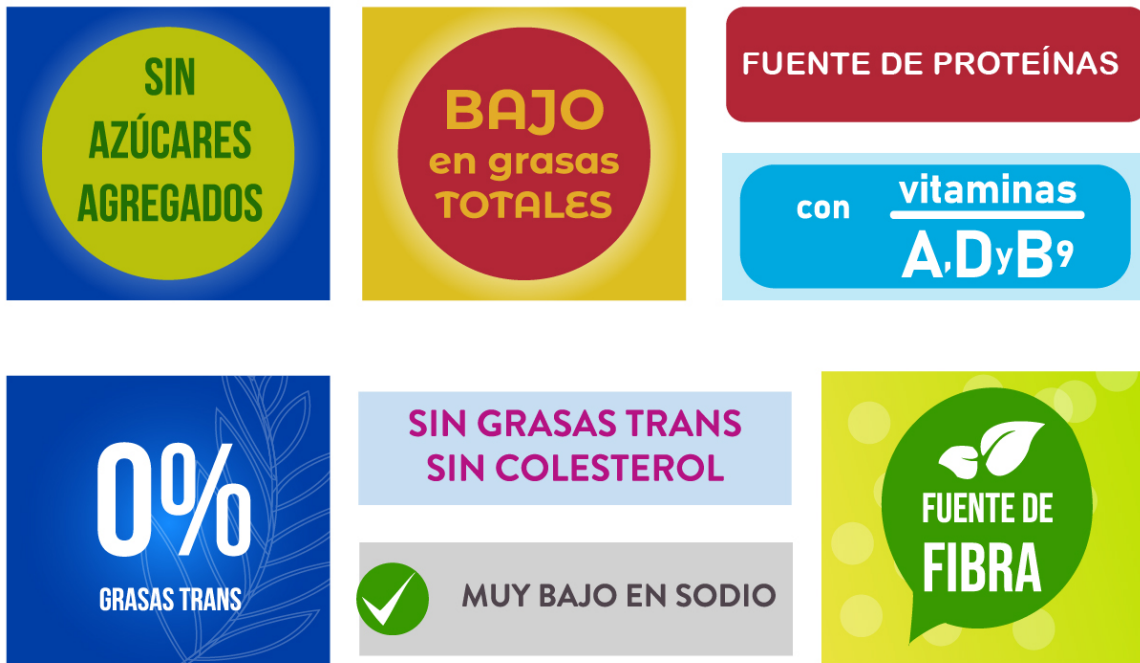 SIN
AZÚCARES
AGREGADOS
BAJO
en grasas
TOTALES
FUENTE DE PROTEÍNAS
con vitaminas
A,DyB9
0%
GRASAS TRANS
SIN GRASAS TRANS
SIN COLESTEROL
MUY BAJO EN SODIO
FUENTE DE
FIBRA